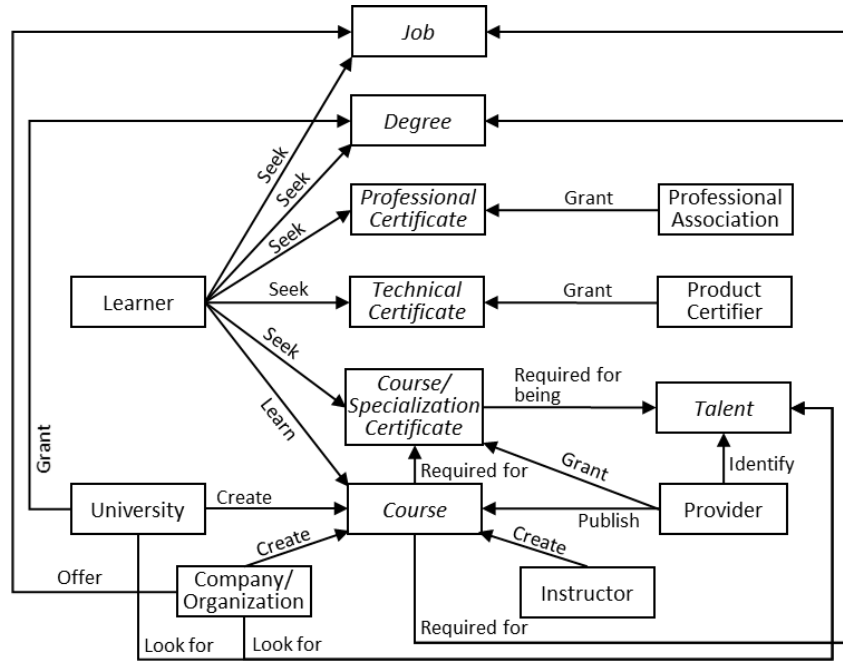 Job
Degree
Seek
Seek
Professional
Certificate
Grant
Professional
Association
Seek
Learner
Seek
Technical
Certificate
Grant
Product
Certifier
Seek
Course/
Specialization
Certificate
Required for
being
Talent
Learn
Grant
Required for
Grant
Identify
University
Create
Course
Publish
Provider
Create
Create
Offer
Company/
Organization
Instructor
Required for
Look for
Look for